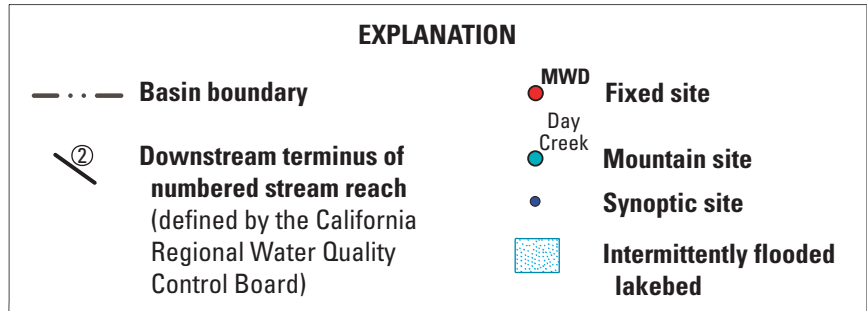 EXPLANATION
Basin boundary
②
Downstream terminus of
numbered stream reach
(defined by the California
Regional Water Quality
Control Board)
MWD
Fixed site
Day
Creek
Mountain site
Synoptic site
Intermittently flooded
lakebed